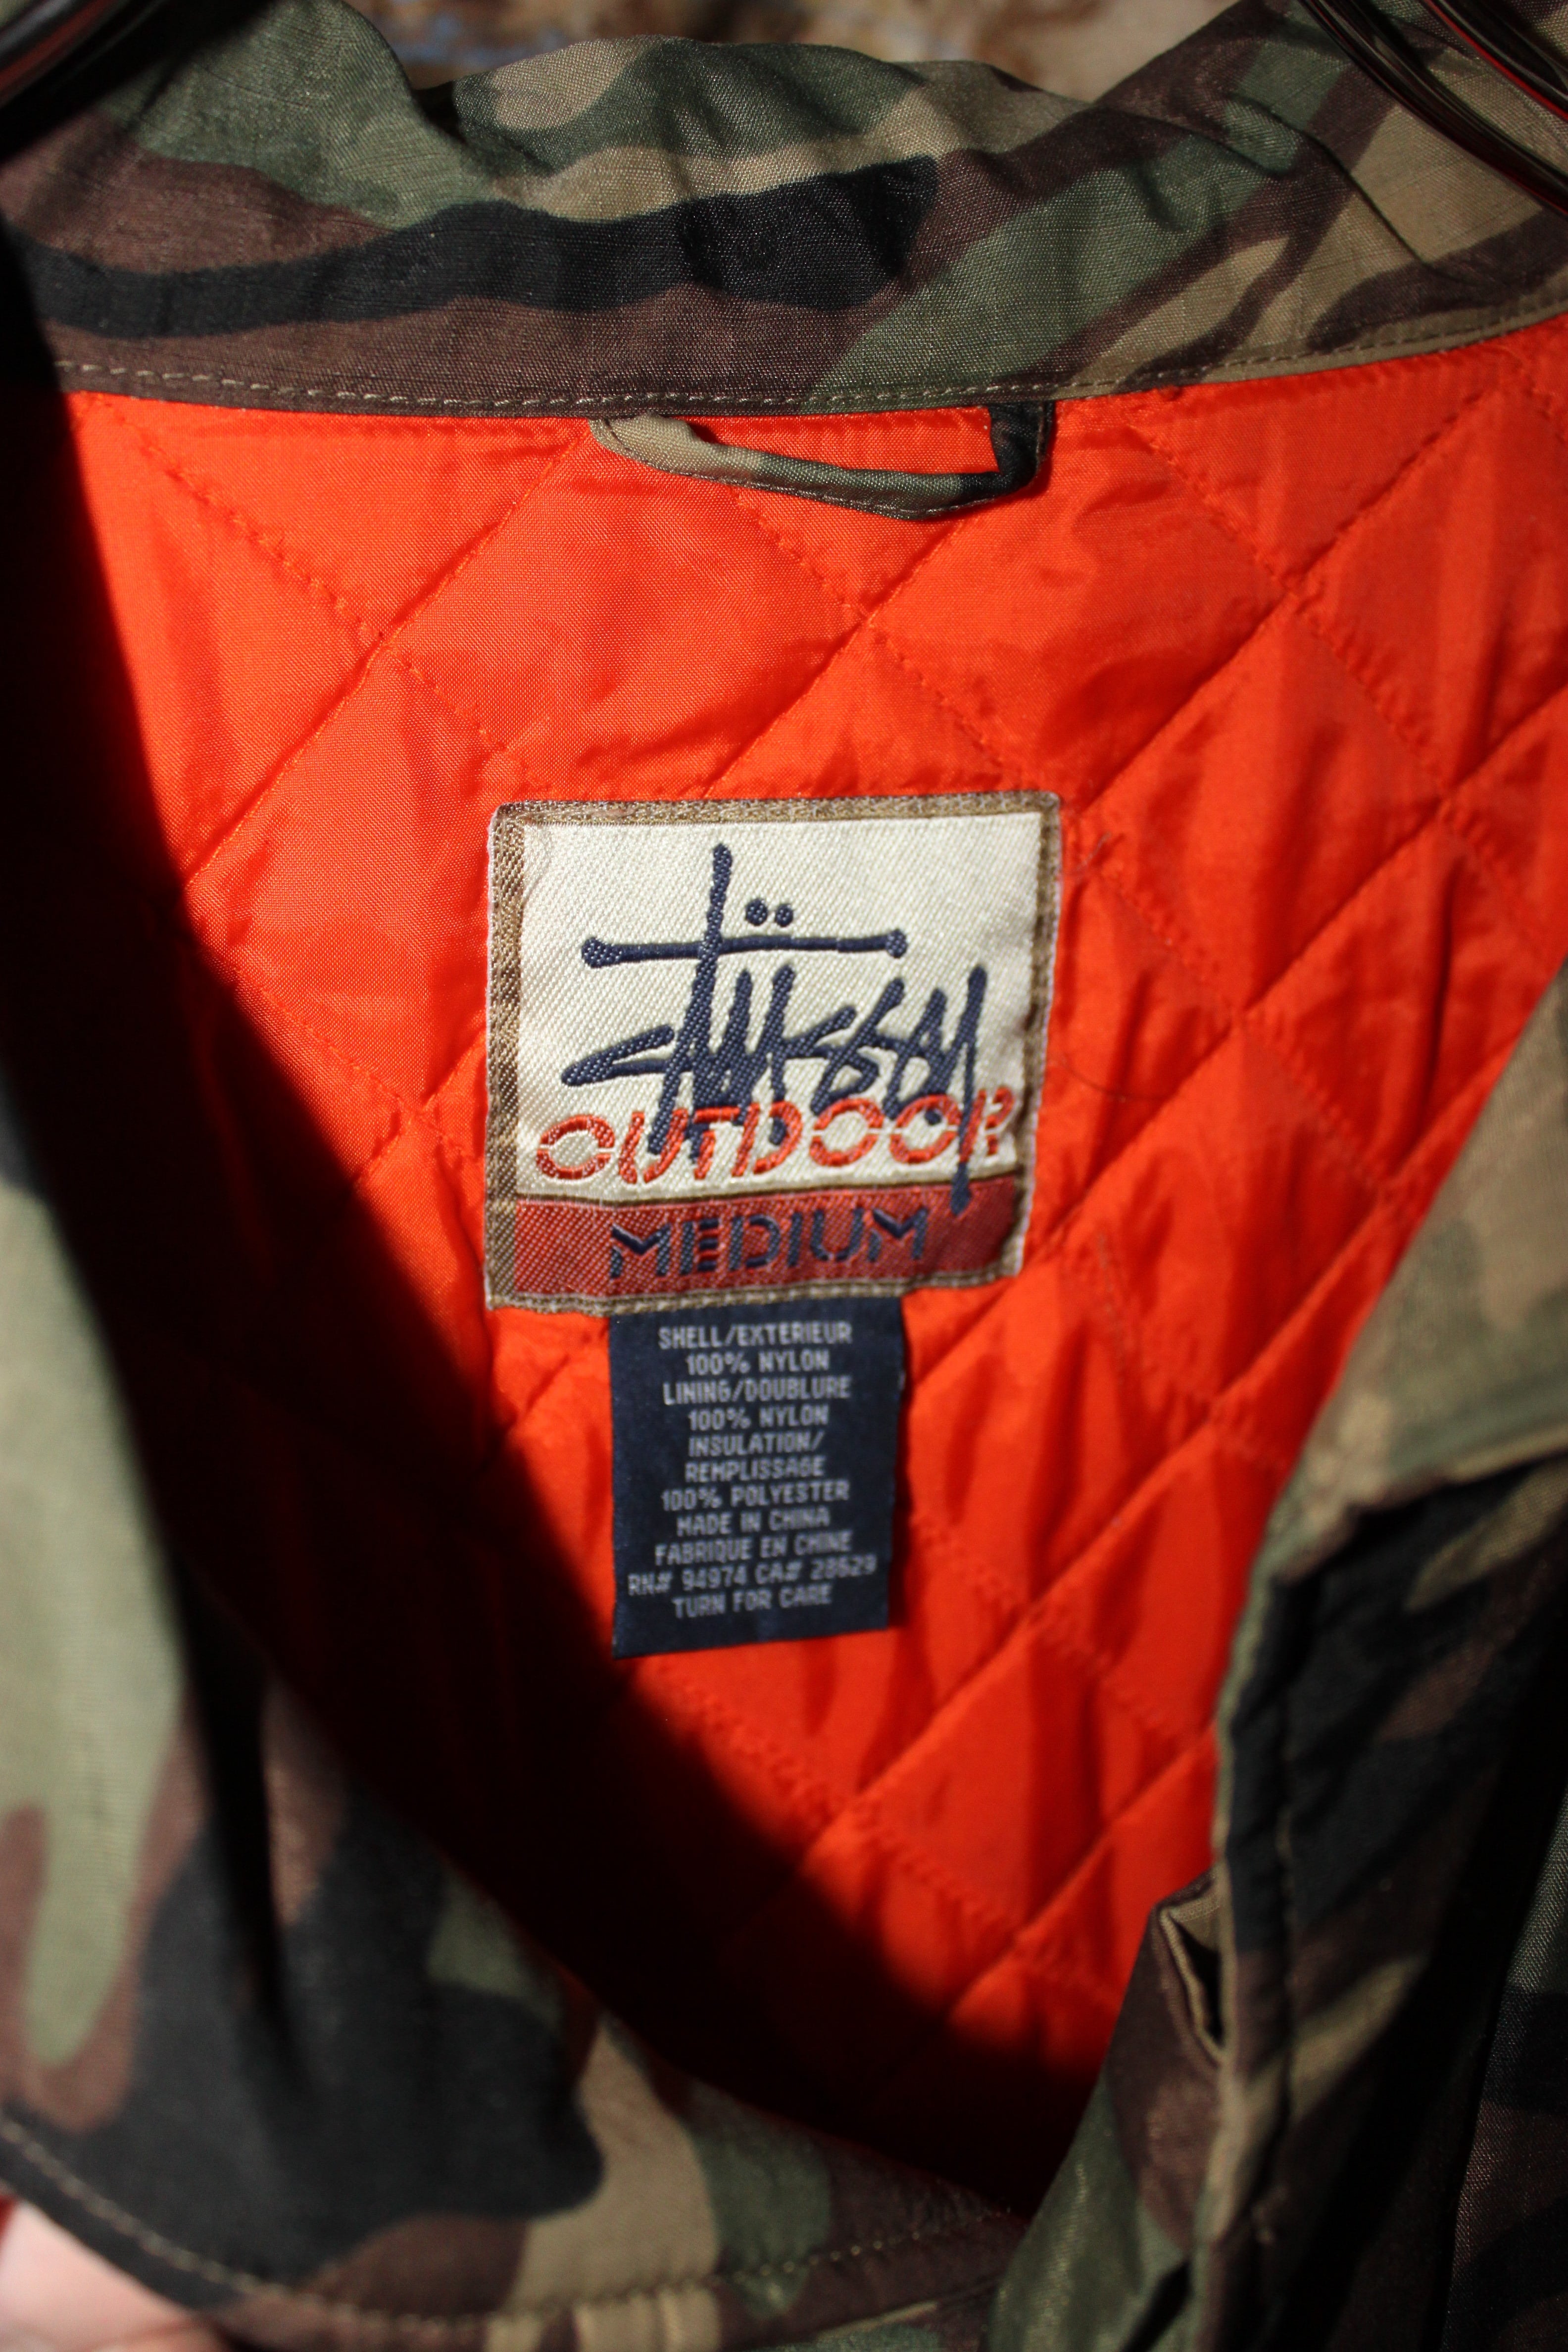 Stüssy
OUTDOOR
MEDIUM
SHELL/EXTERIEUR
100% NYLON
LINING/DOUBLURE
100% NYLON
INSULATION/
REMPLISSAGE
100% POLYESTER
MADE IN CHINA
FABRIQUE EN CHINE
RN# 94974 CA# 28629
TURN FOR CARE